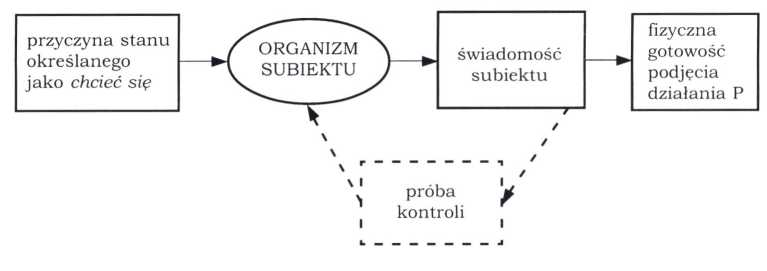 przyczyna stanu
określanego
jako chcieć się
ORGANIZM
SUBIEKTU
świadomość
subiektu
fizyczna
gotowość
podjęcia
działania P
próba
kontroli